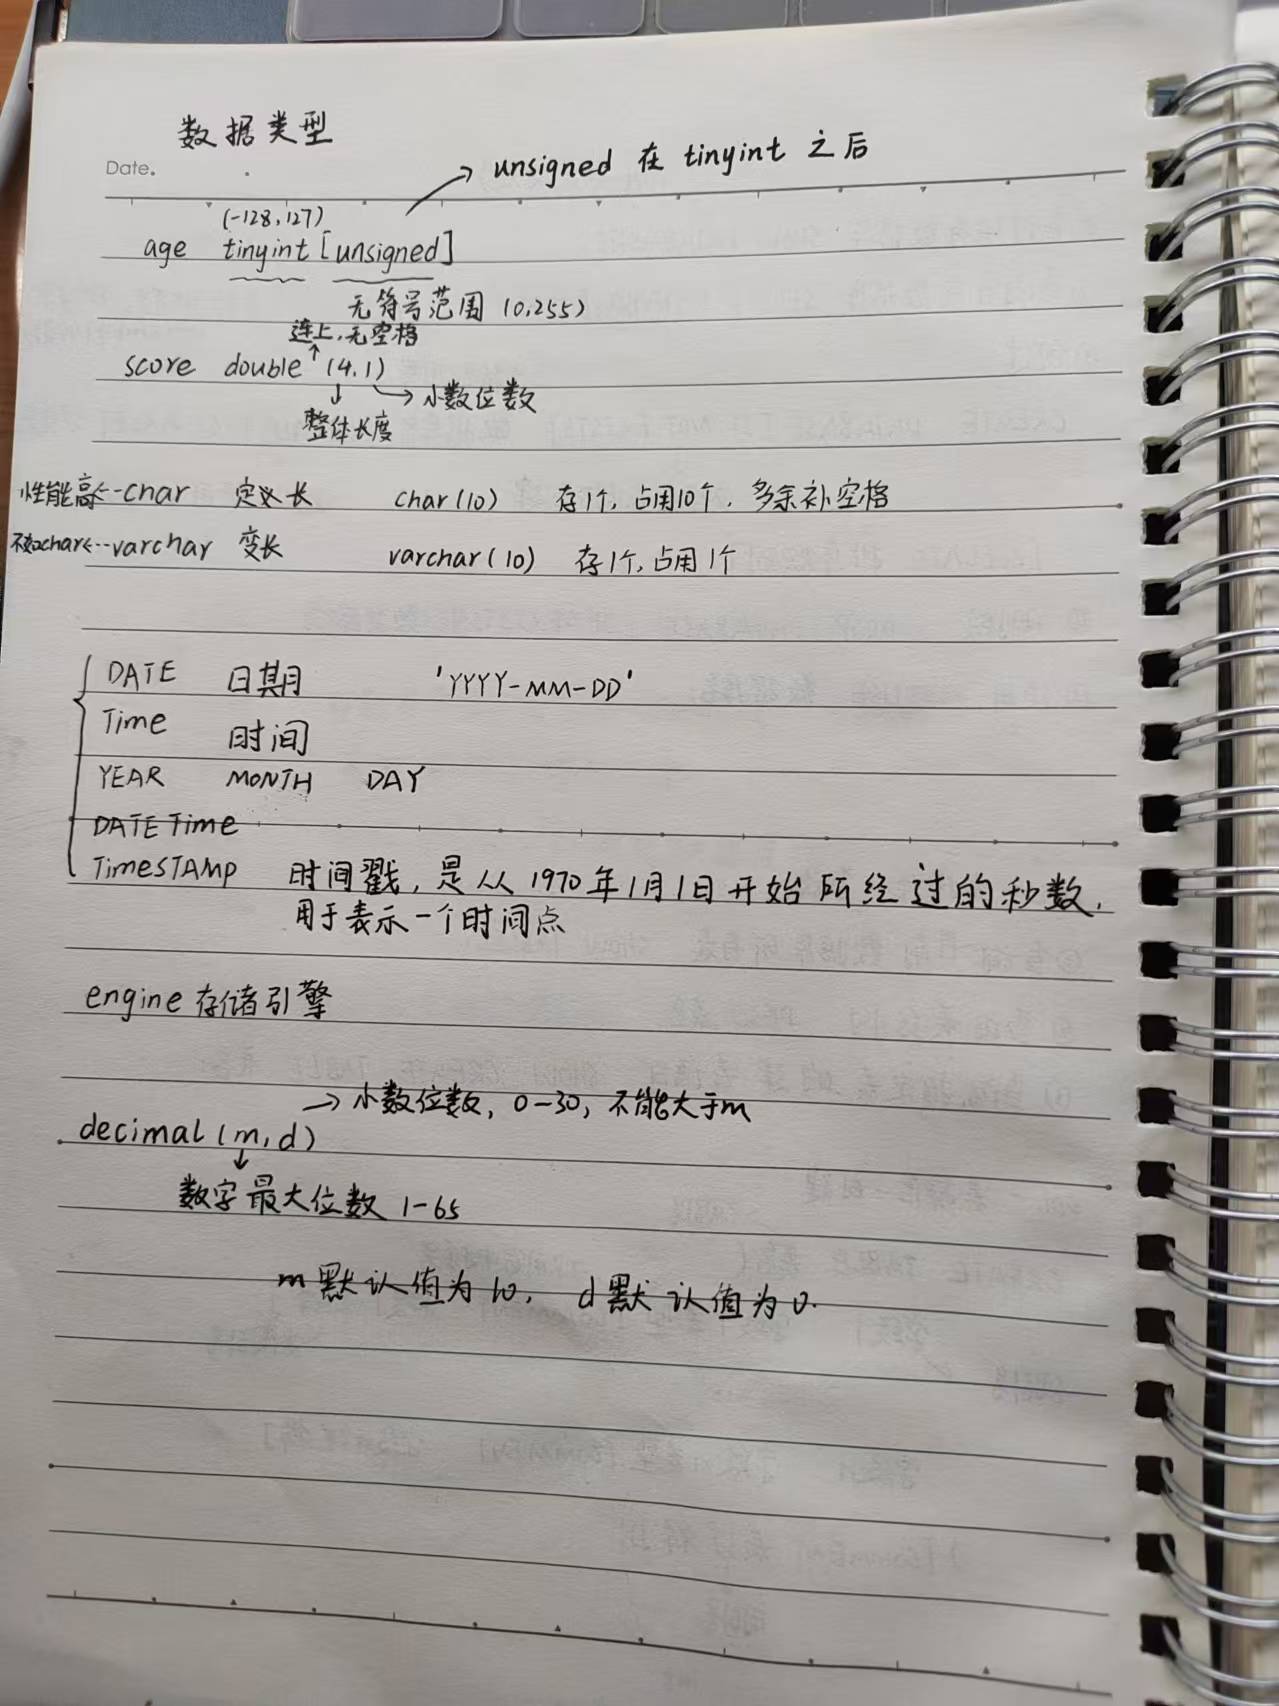 数据类型
Date.
→ unsigned 在 tinyint 之后
(-128,127)
age tinyint [unsigned]
无符号范围 (0,255)
连上,无空格
↑
score double (4,1)
↓ → 小数位数
整体长度
性能高←--char 定义长 char(10) 存1个,占用10个,多余补空格
不如char←--varchar 变长 varchar(10) 存1个,占用1个
DATE 日期 'YYYY-MM-DD'
Time 时间
YEAR MONTH DAY
DATETime
TimeSTAmp 时间戳,是从1970年1月1日开始所经过的秒数,
用于表示一个时间点
engine 存储引擎
→ 小数位数, 0-30, 不能大于m
decimal(m,d)
↓
数字最大位数 1-65
m默认值为10, d默认值为0.